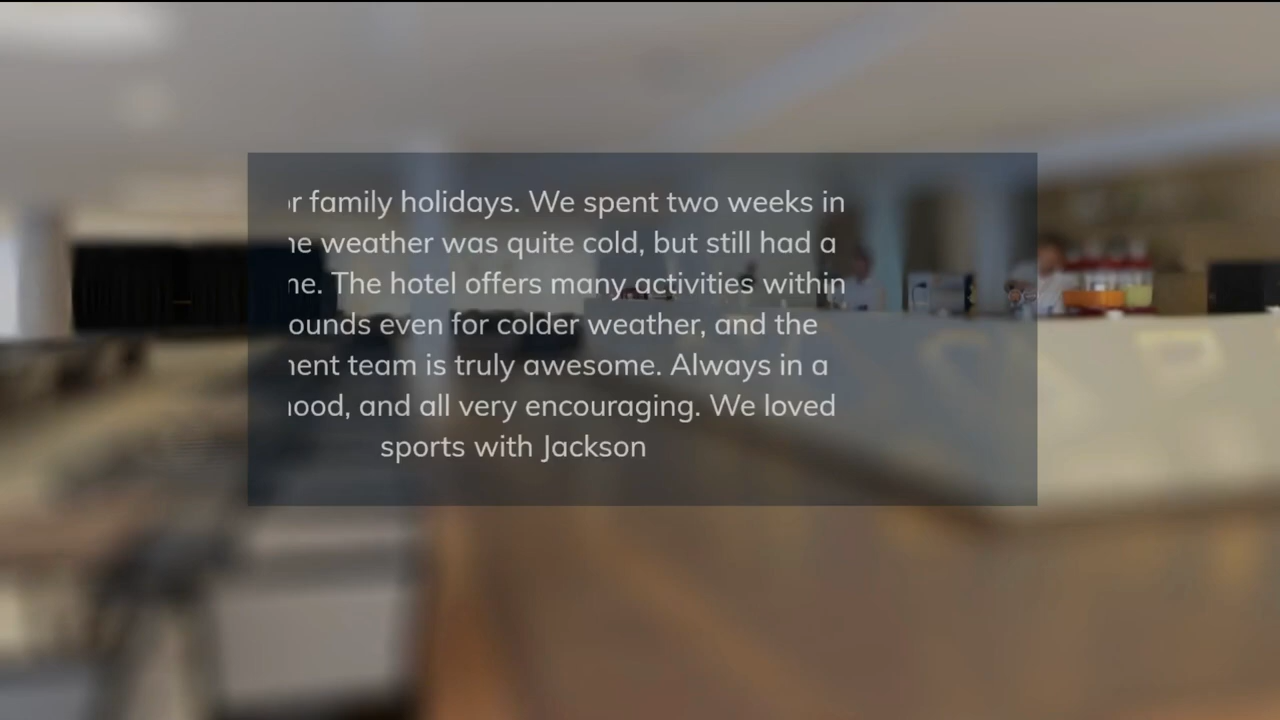 family holidays. We spent two weeks in
weather was quite cold, but still had a
The hotel offers many activities within
even for colder weather, and the
team is truly awesome. Always in a
and all very encouraging. We loved
sports with Jackson